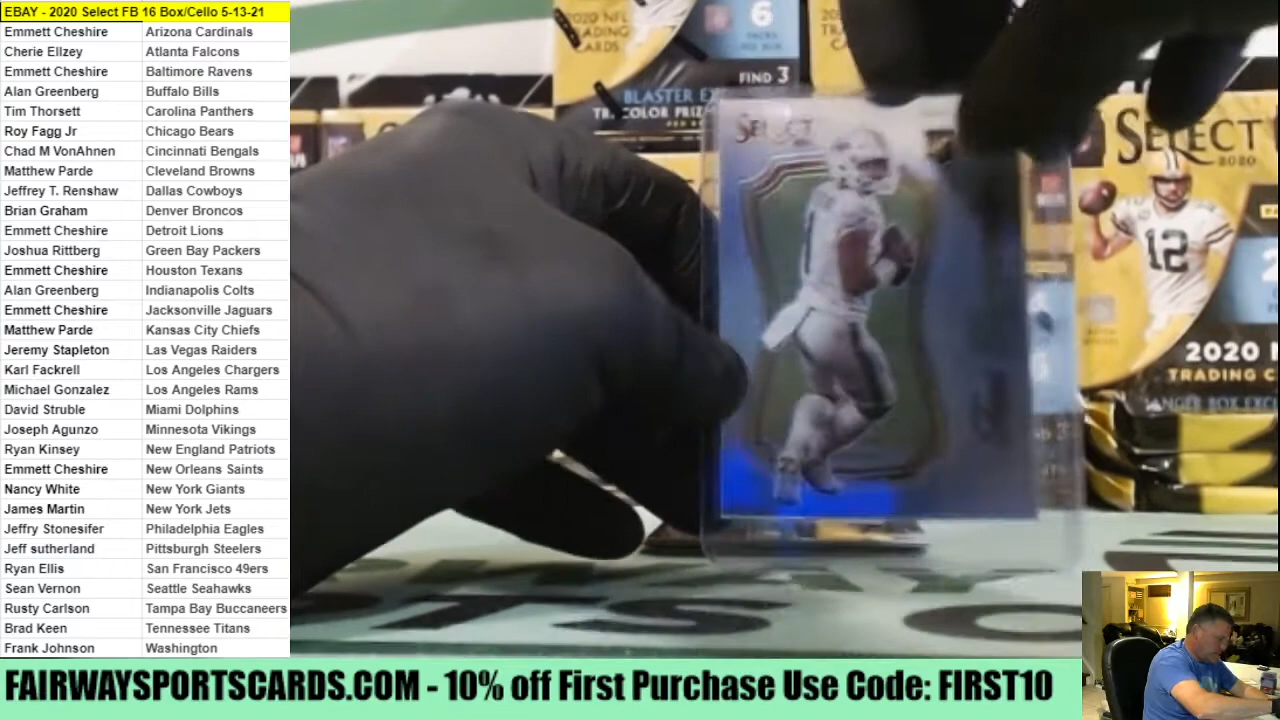 EBAY - 2020 Select FB 16 Box/Cello 5-13-21
Emmett Cheshire Arizona Cardinals
Cherie Ellzey Atlanta Falcons
Emmett Cheshire Baltimore Ravens
Alan Greenberg Buffalo Bills
Tim Thorsett Carolina Panthers
Roy Fagg Jr Chicago Bears
Chad M VonAhnen Cincinnati Bengals
Matthew Parde Cleveland Browns
Jeffrey T. Renshaw Dallas Cowboys
Brian Graham Denver Broncos
Emmett Cheshire Detroit Lions
Joshua Rittberg Green Bay Packers
Emmett Cheshire Houston Texans
Alan Greenberg Indianapolis Colts
Emmett Cheshire Jacksonville Jaguars
Matthew Parde Kansas City Chiefs
Jeremy Stapleton Las Vegas Raiders
Karl Fackrell Los Angeles Chargers
Michael Gonzalez Los Angeles Rams
David Struble Miami Dolphins
Joseph Agunzo Minnesota Vikings
Ryan Kinsey New England Patriots
Emmett Cheshire New Orleans Saints
Nancy White New York Giants
James Martin New York Jets
Jeffry Stonesifer Philadelphia Eagles
Jeff sutherland Pittsburgh Steelers
Ryan Ellis San Francisco 49ers
Sean Vernon Seattle Seahawks
Rusty Carlson Tampa Bay Buccaneers
Brad Keen Tennessee Titans
Frank Johnson Washington
2020 NFL
TRADING
CARDS
6
FIND 3
BLASTER
COLOR
SELECT
SELECT
2020
12
2020
TRADING
FAIRWAYSPORTSCARDS.COM - 10% off First Purchase Use Code: FIRST10